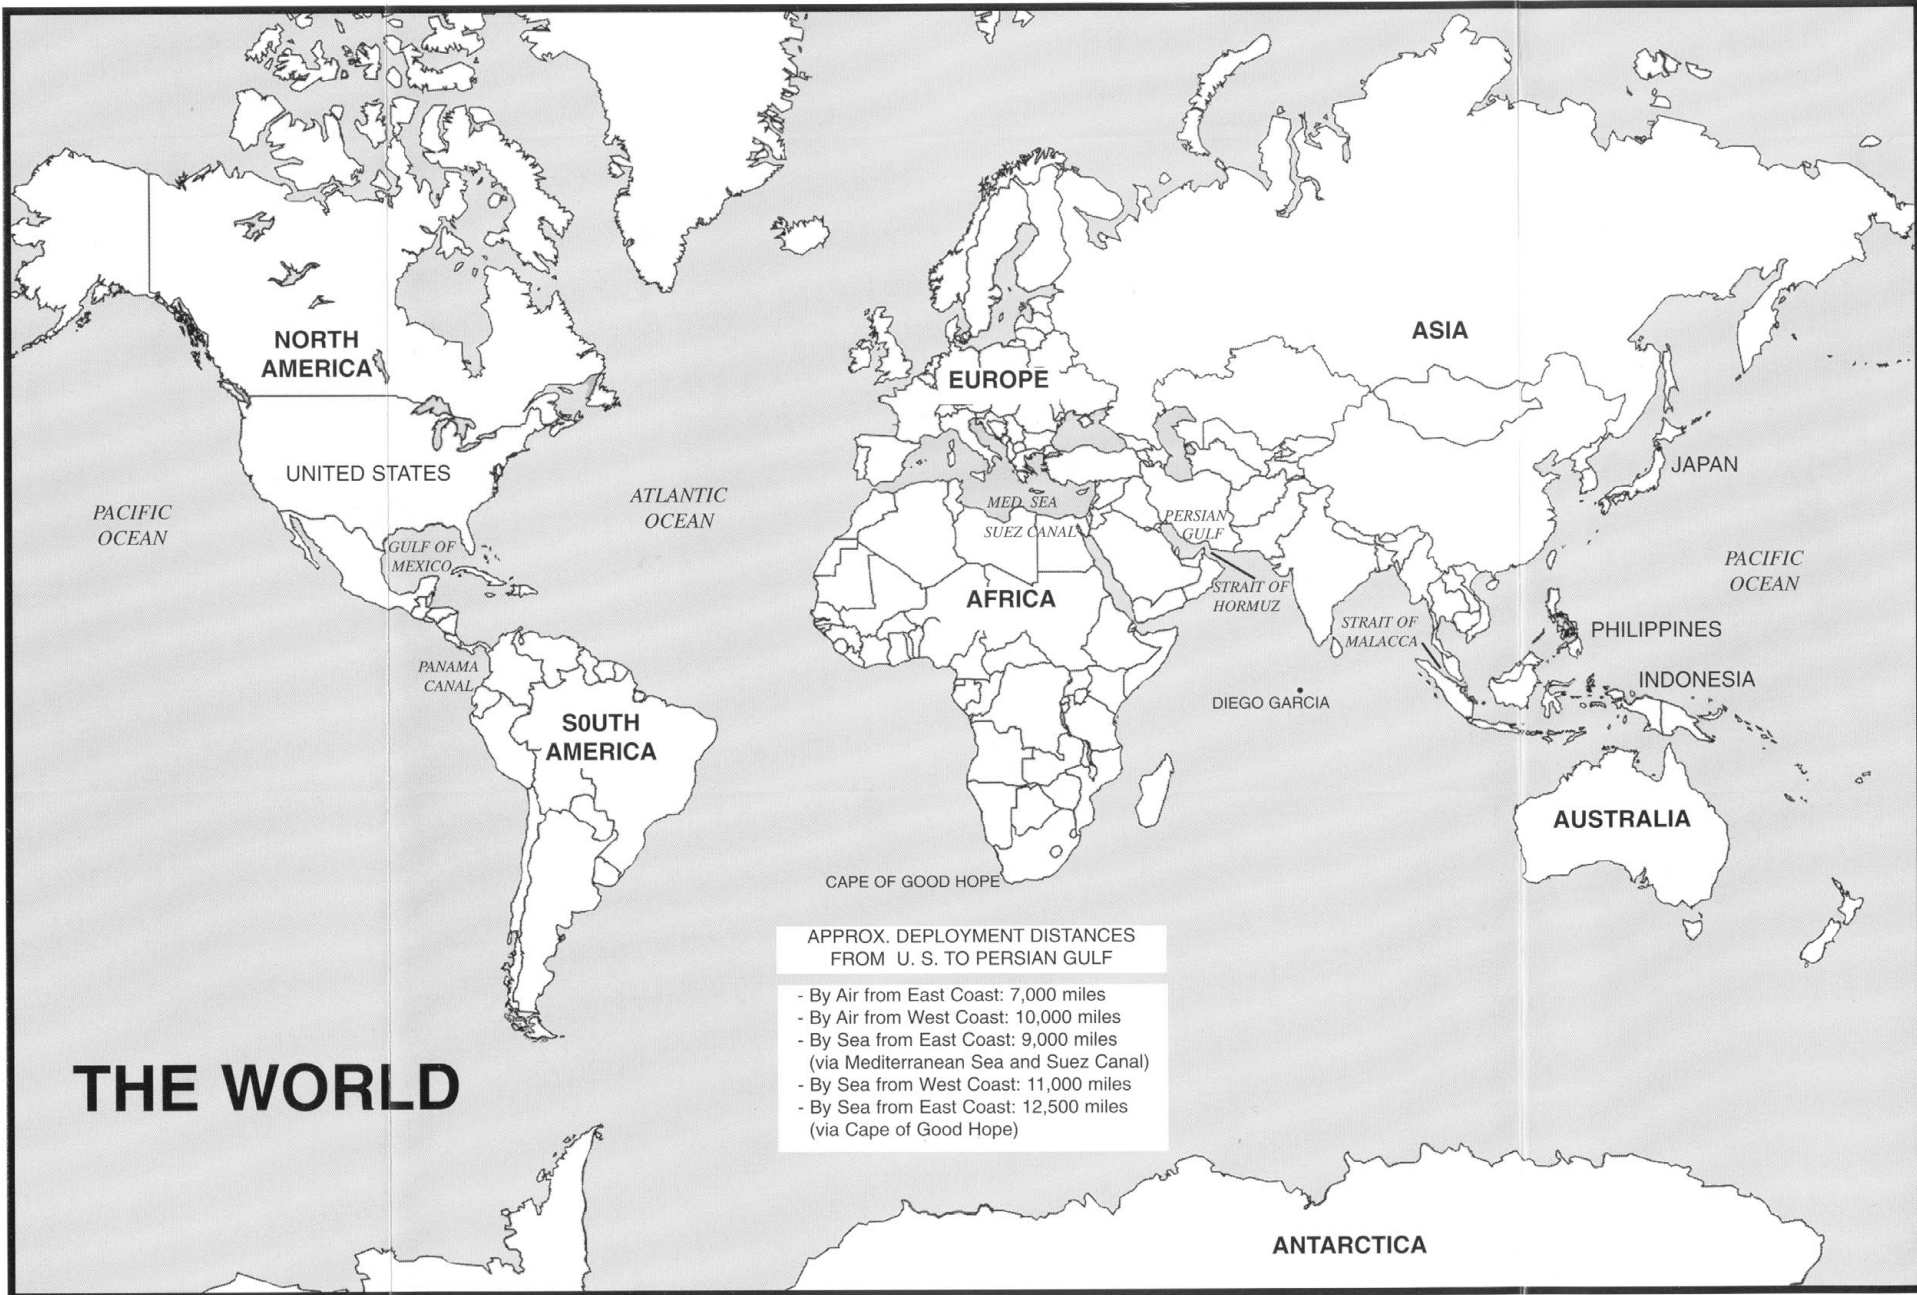 NORTH
AMERICA
UNITED STATES
PACIFIC
OCEAN
ATLANTIC
OCEAN
GULF OF
MEXICO
PANAMA
CANAL
S0UTH
AMERICA
EUROPE
MED. SEA
SUEZ CANAL
AFRICA
PERSIAN
GULF
STRAIT OF
HORMUZ
ASIA
JAPAN
PACIFIC
OCEAN
STRAIT OF
MALACCA
PHILIPPINES
INDONESIA
DIEGO GARCIA
AUSTRALIA
CAPE OF GOOD HOPE
APPROX. DEPLOYMENT DISTANCES
FROM U. S. TO PERSIAN GULF
- By Air from East Coast: 7,000 miles
- By Air from West Coast: 10,000 miles
- By Sea from East Coast: 9,000 miles
(via Mediterranean Sea and Suez Canal)
- By Sea from West Coast: 11,000 miles
- By Sea from East Coast: 12,500 miles
(via Cape of Good Hope)
THE WORLD
ANTARCTICA